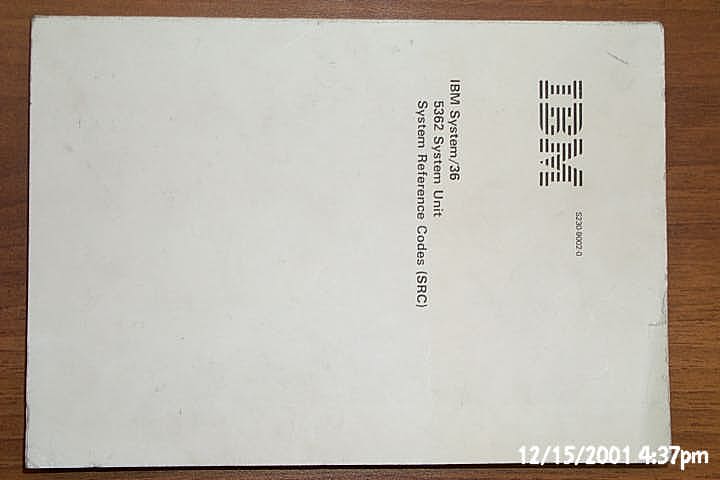 IBM
S230-9002-0
IBM System/36
5362 System Unit
System Reference Codes (SRC)
12/15/2001 4:37pm